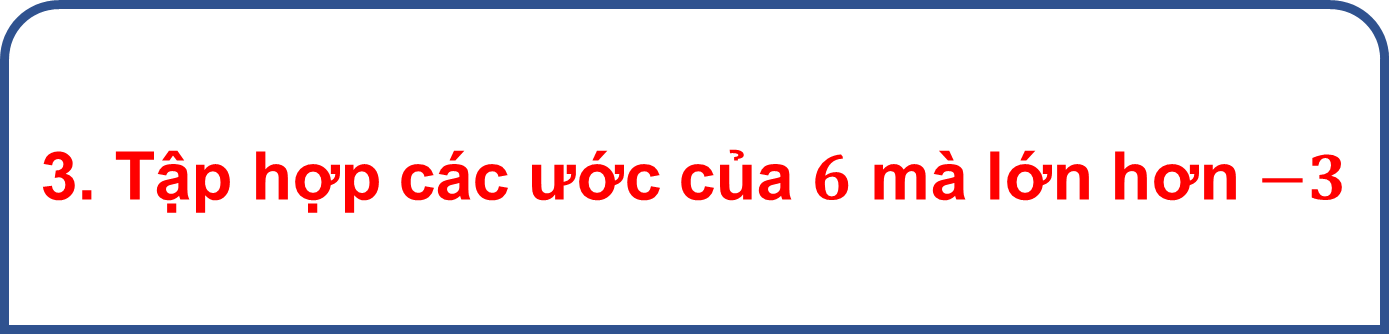 3. Tập hợp các ước của 6 mà lớn hơn −3